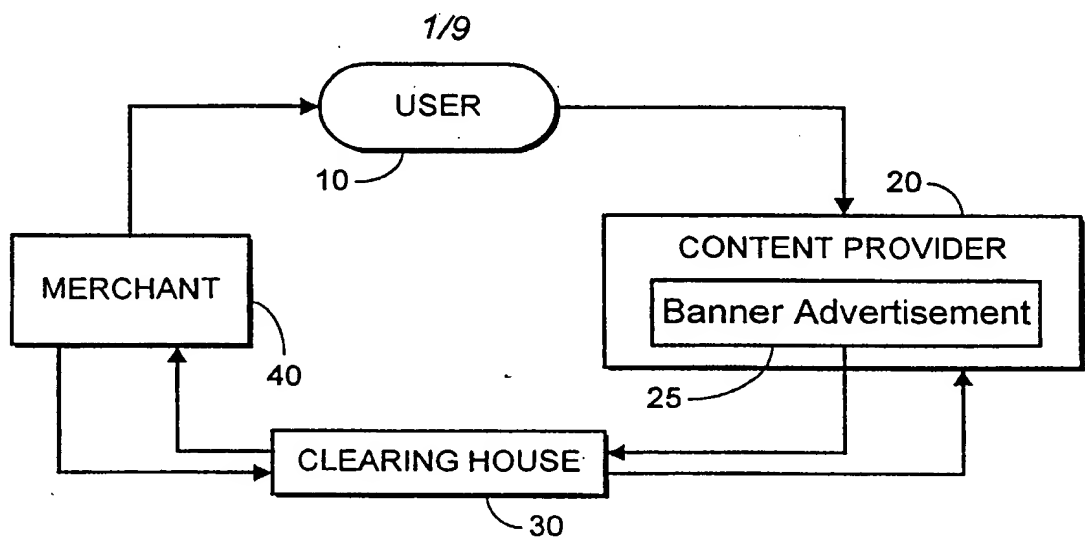 1/9
USER
10
20
CONTENT PROVIDER
MERCHANT
Banner Advertisement
40
25
CLEARING HOUSE
30